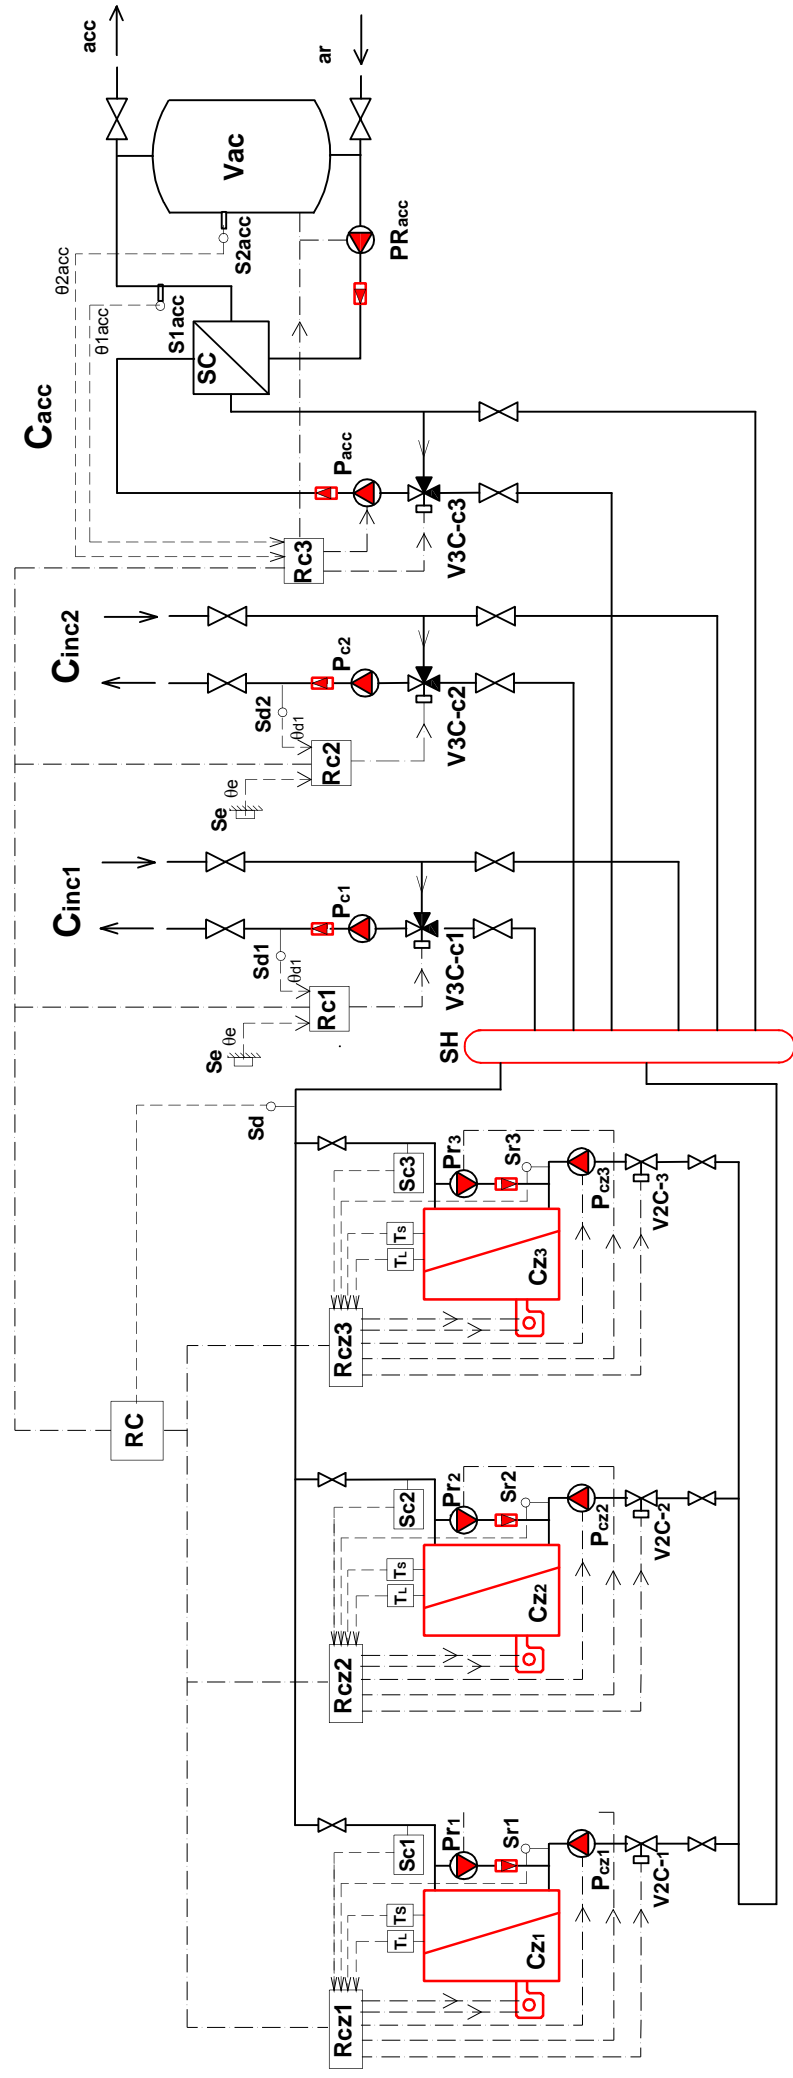 acc
ar
Vac
S2acc
θ2acc
PRacc
S1acc
θ1acc
SC
Cacc
Pacc
Rc3
V3C-c3
Cinc2
Pc2
Sd2
θd1
Rc2
V3C-c2
θe
Se
Cinc1
Pc1
Sd1
θd1
Rc1
V3C-c1
θe
Se
SH
Sd
RC
Sc3
Pr3
Sr3
Pcz3
V2C-3
TS
TL
Cz3
Rcz3
Sc2
Pr2
Sr2
Pcz2
V2C-2
TS
TL
Cz2
Rcz2
Sc1
Pr1
Sr1
Pcz1
V2C-1
TS
TL
Cz1
Rcz1